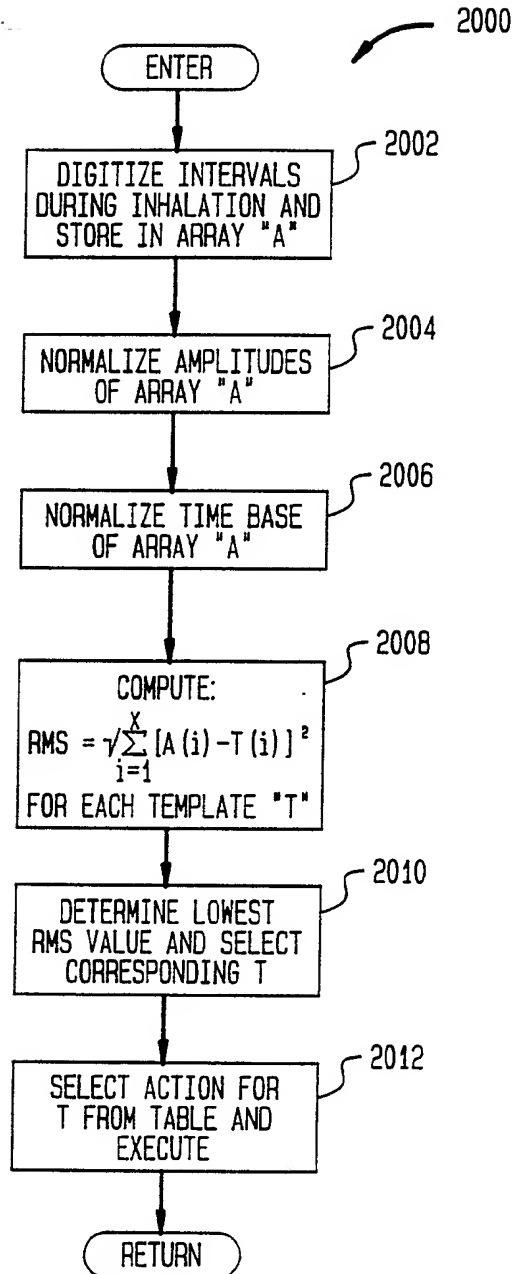 2000
ENTER
2002
DIGITIZE INTERVALS
DURING INHALATION AND
STORE IN ARRAY "A"
2004
NORMALIZE AMPLITUDES
OF ARRAY "A"
2006
NORMALIZE TIME BASE
OF ARRAY "A"
2008
COMPUTE:
RMS = √∑_{i=1}^{X} [A(i)-T(i)]²
FOR EACH TEMPLATE "T"
2010
DETERMINE LOWEST
RMS VALUE AND SELECT
CORRESPONDING T
2012
SELECT ACTION FOR
T FROM TABLE AND
EXECUTE
RETURN